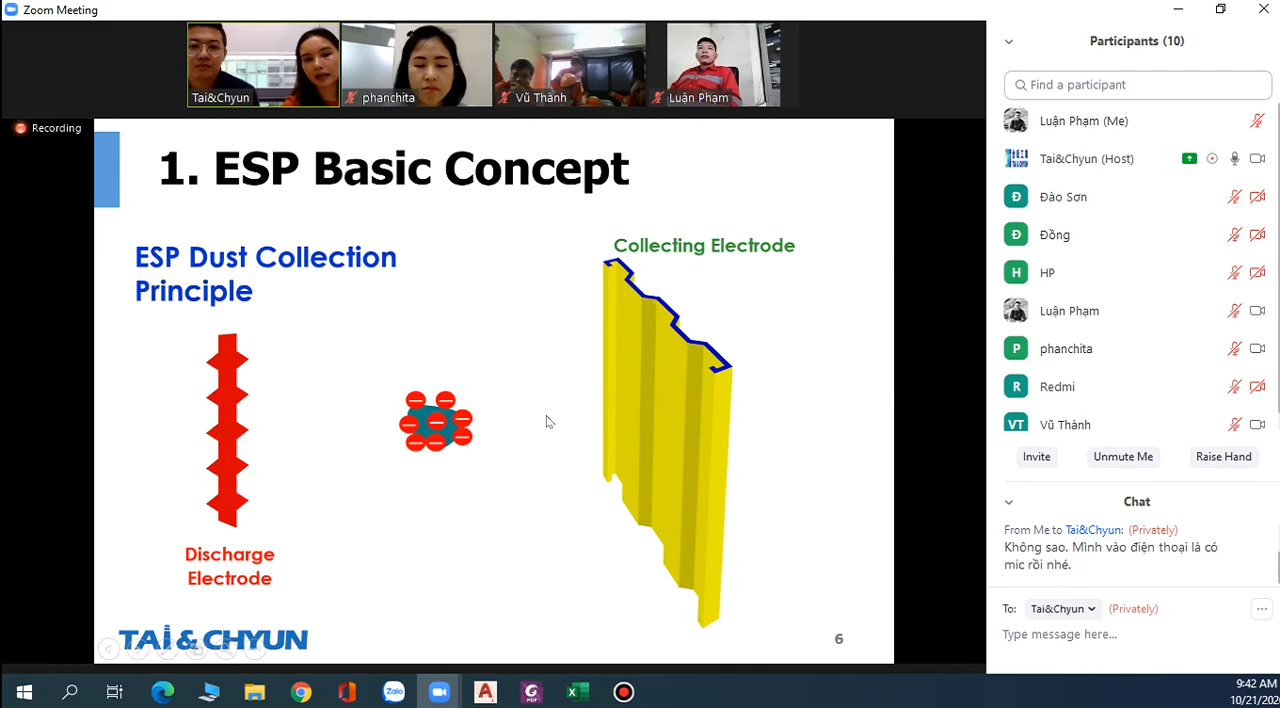 Zoom Meeting
Tai&Chyun
phanchita
Vũ Thành
Luận Phạm
Recording
1. ESP Basic Concept
ESP Dust Collection
Principle
Collecting Electrode
Discharge
Electrode
TAI & CHYUN
6
Participants (10)
Find a participant
Luận Phạm (Me)
Tai&Chyun (Host)
Đ
Đào Sơn
Đ
Đồng
H
HP
Luận Phạm
P
phanchita
R
Redmi
VT
Vũ Thành
Invite
Unmute Me
Raise Hand
Chat
From Me to Tai&Chyun: (Privately)
Không sao. Mình vào điện thoại là có
mic rồi nhé.
To: Tai&Chyun (Privately)
Type message here...
Zalo
PDF
9:42 AM